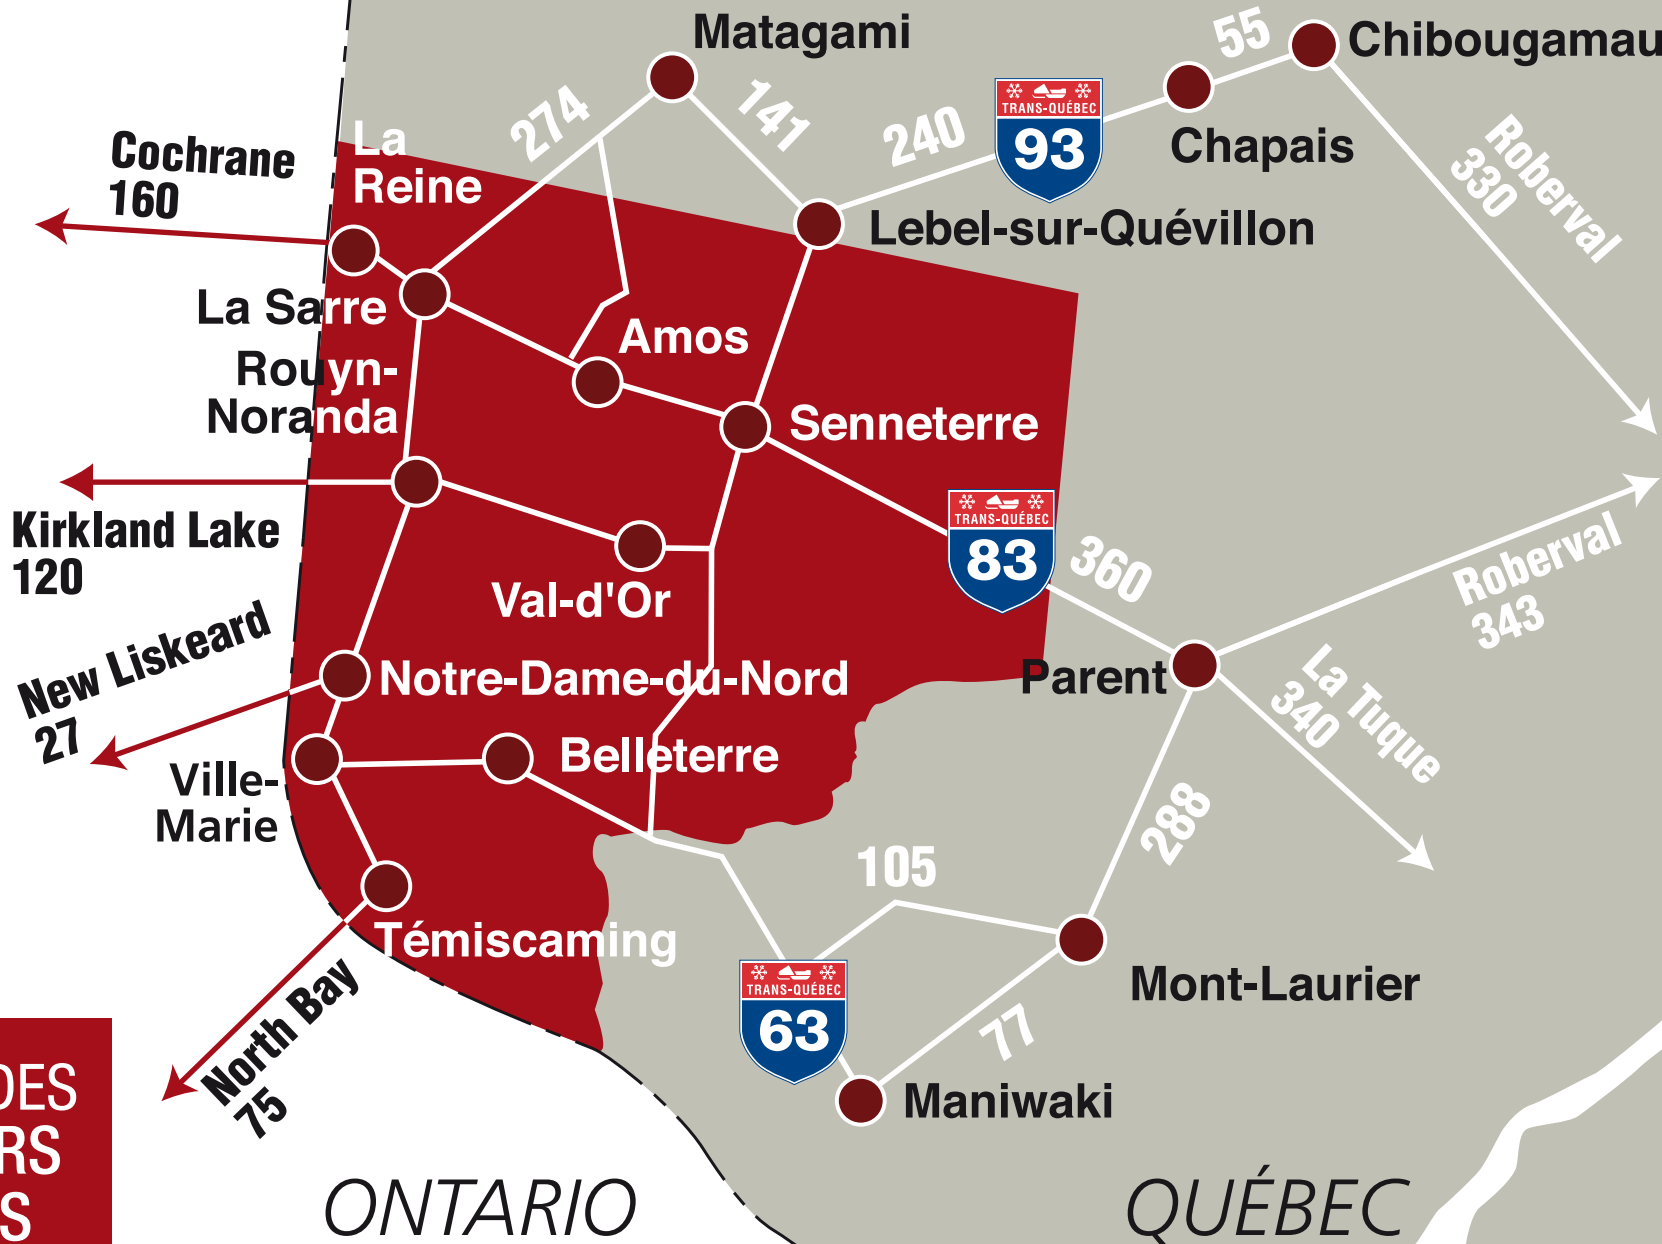 Matagami
55
Chibougamau
274
141
240
TRANS-QUÉBEC
93
Chapais
Cochrane
160
La
Reine
Roberval
330
Lebel-sur-Quévillon
La Sarre
Amos
Rouyn-
Noranda
Senneterre
Kirkland Lake
120
TRANS-QUÉBEC
83
360
Val-d'Or
Roberval
343
New Liskeard
27
Notre-Dame-du-Nord
Parent
La Tuque
340
Ville-
Marie
Belleterre
288
105
Témiscaming
North Bay
75
TRANS-QUÉBEC
63
Mont-Laurier
77
Maniwaki
DES
RS
S
ONTARIO
QUÉBEC